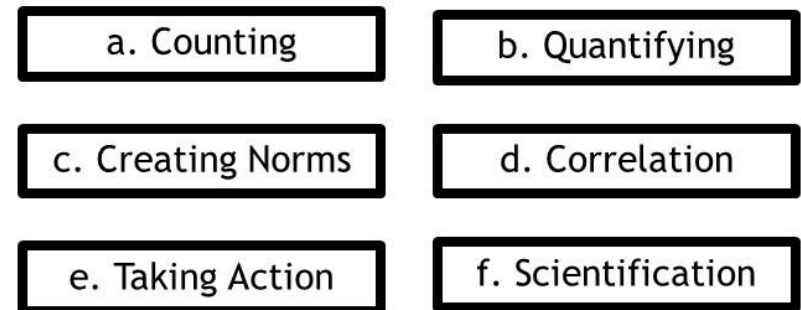 a. Counting
b. Quantifying
c. Creating Norms
d. Correlation
e. Taking Action
f. Scientification